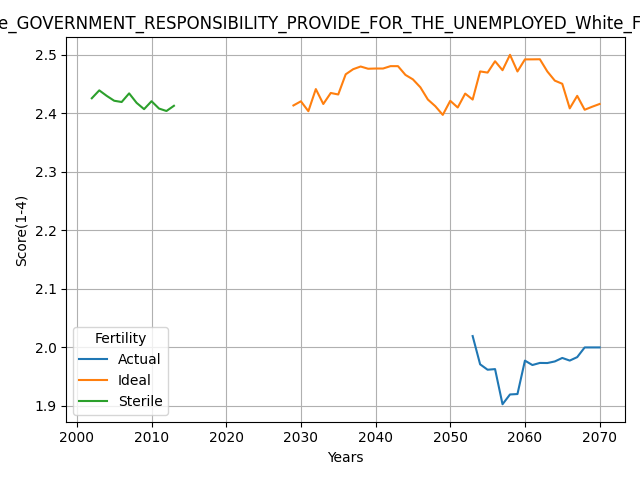 e_GOVERNMENT_RESPONSIBILITY_PROVIDE_FOR_THE_UNEMPLOYED_White_F
2.5
2.4
2.3
2.2
2.1
2.0
1.9
Score(1-4)
Fertility
Actual
Ideal
Sterile
2000 2010 2020 2030 2040 2050 2060 2070
Years